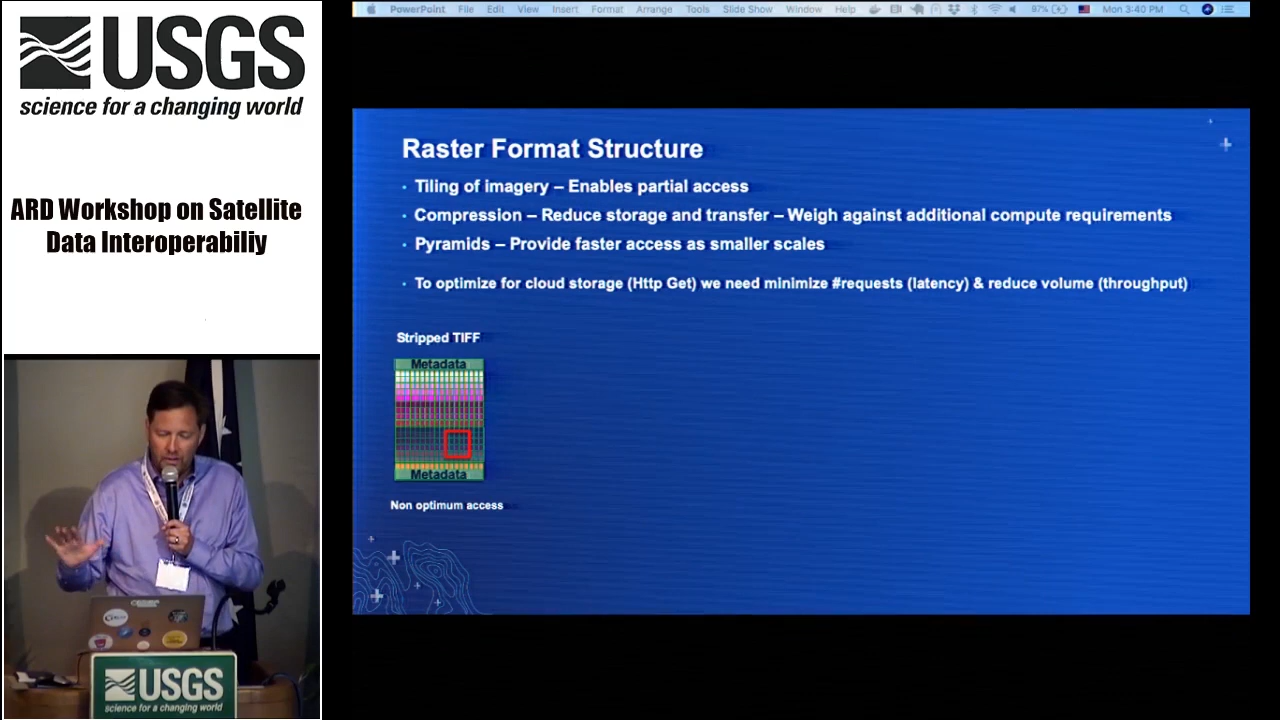 USGS
science for a changing world
ARD Workshop on Satellite
Data Interoperabiliy
PowerPoint File Edit View Insert Format Arrange Tools Slide Show Window Help 97% Mon 3:40 PM
Raster Format Structure
• Tiling of imagery – Enables partial access
• Compression – Reduce storage and transfer – Weigh against additional compute requirements
• Pyramids – Provide faster access as smaller scales
• To optimize for cloud storage (Http Get) we need minimize #requests (latency) & reduce volume (throughput)
Stripped TIFF
Metadata
Metadata
Non optimum access
USGS
science for a changing world